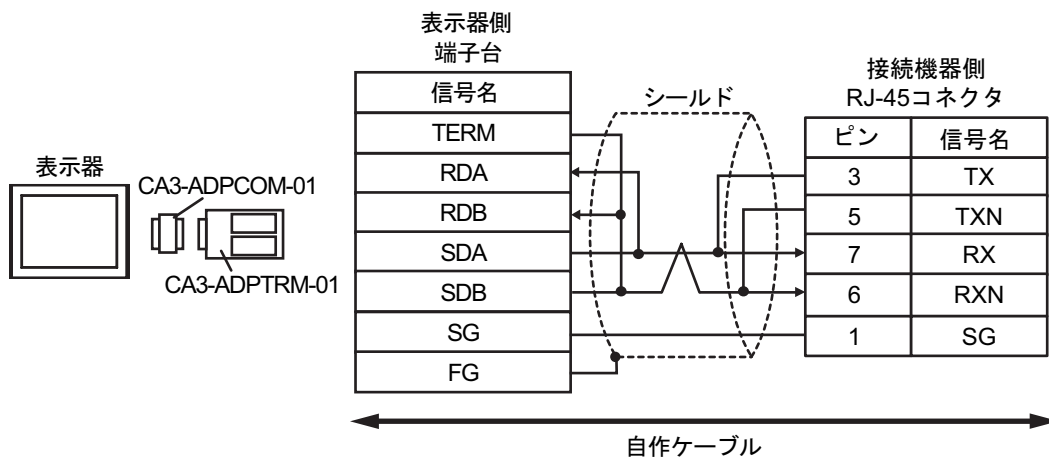 表示器
CA3-ADPCOM-01
CA3-ADPTRM-01
表示器側
端子台
信号名
TERM
RDA
RDB
SDA
SDB
SG
FG
シールド
接続機器側
RJ-45コネクタ
ピン 信号名
3 TX
5 TXN
7 RX
6 RXN
1 SG
自作ケーブル